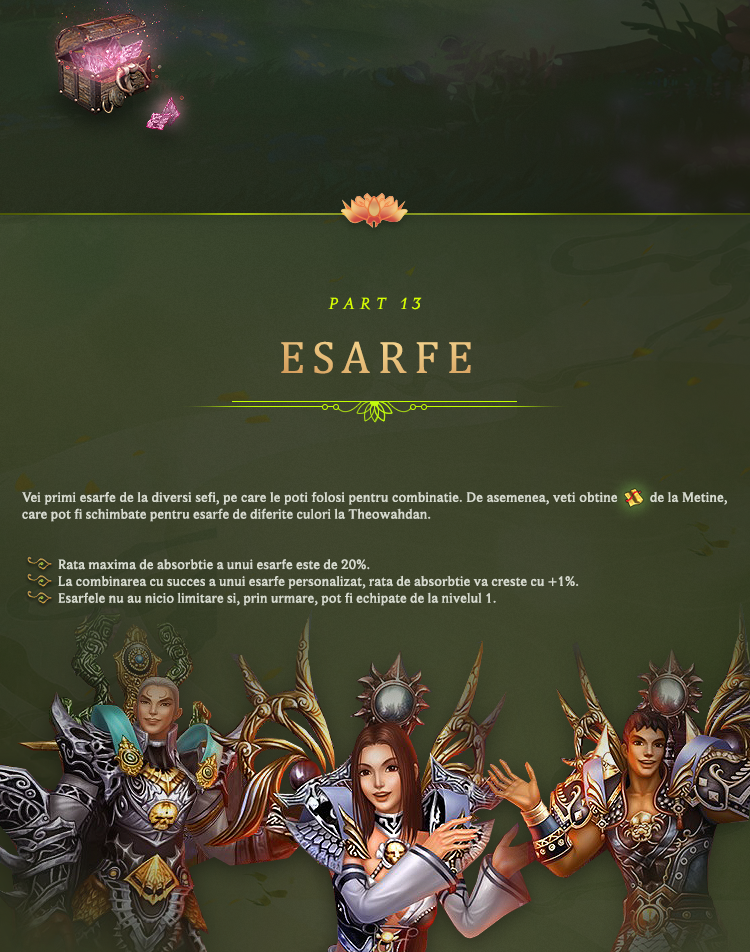 PART 13
ESARFE
Vei primi esarfe de la diversi sefi, pe care le poti folosi pentru combinatie. De asemenea, veti obtine de la Metine,
care pot fi schimbate pentru esarfe de diferite culori la Theowahdan.
Rata maxima de absorbtie a unui esarfe este de 20%.
La combinarea cu succes a unui esarfe personalizat, rata de absorbtie va creste cu +1%.
Esarfele nu au nicio limitare si, prin urmare, pot fi echipate de la nivelul 1.